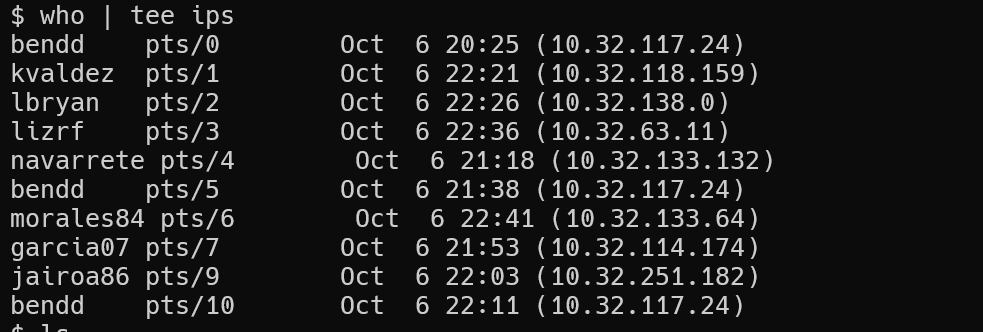 $ who | tee ips
bendd    pts/0        Oct  6 20:25 (10.32.117.24)
kvaldez  pts/1        Oct  6 22:21 (10.32.118.159)
lbryan   pts/2        Oct  6 22:26 (10.32.138.0)
lizrf    pts/3        Oct  6 22:36 (10.32.63.11)
navarrete pts/4        Oct  6 21:18 (10.32.133.132)
bendd    pts/5        Oct  6 21:38 (10.32.117.24)
morales84 pts/6        Oct  6 22:41 (10.32.133.64)
garcia07 pts/7        Oct  6 21:53 (10.32.114.174)
jairoa86 pts/9        Oct  6 22:03 (10.32.251.182)
bendd    pts/10       Oct  6 22:11 (10.32.117.24)
$ ls